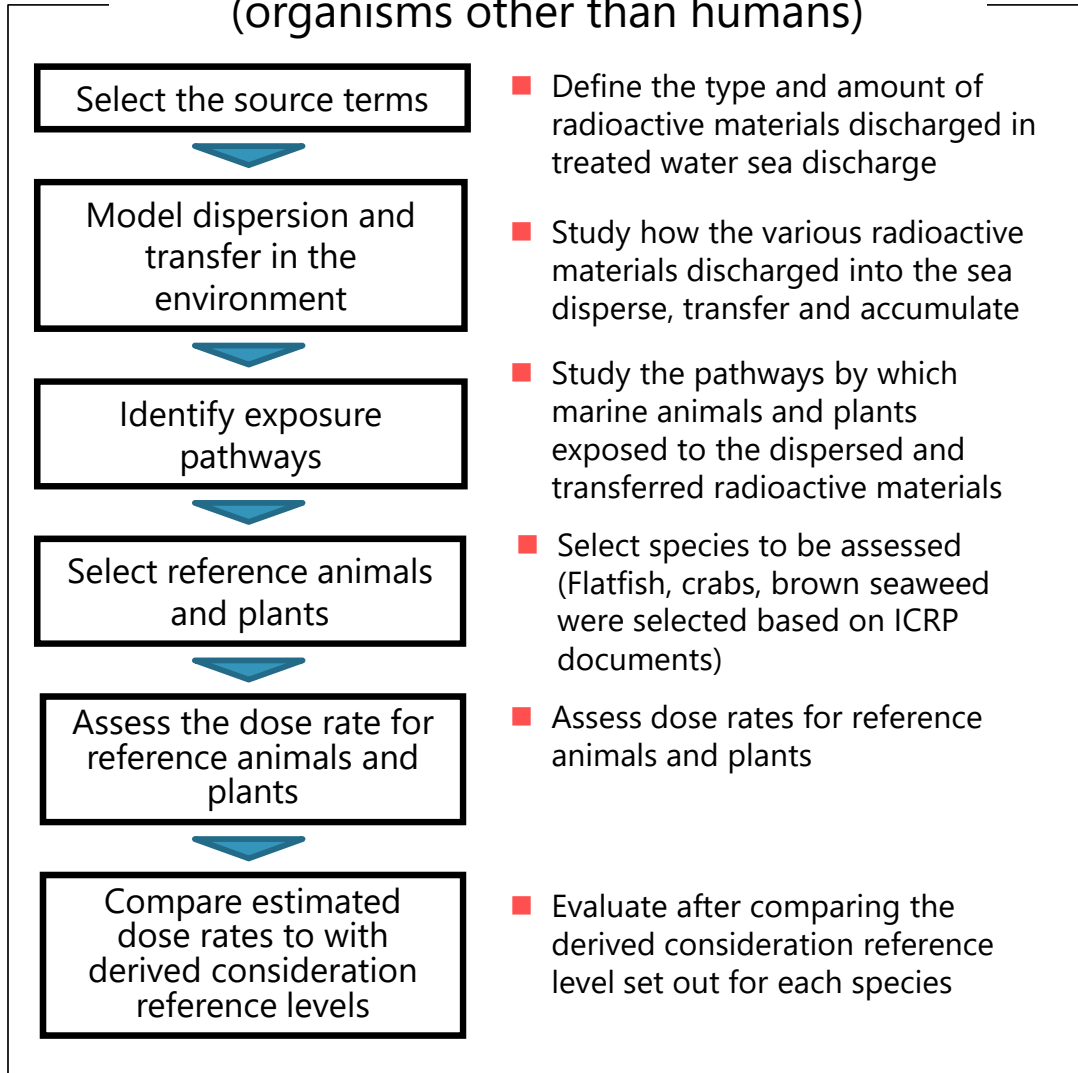 (organisms other than humans)
Select the source terms
Define the type and amount of
radioactive materials discharged in
treated water sea discharge
Model dispersion and
transfer in the
environment
Study how the various radioactive
materials discharged into the sea
disperse, transfer and accumulate
Identify exposure
pathways
Study the pathways by which
marine animals and plants
exposed to the dispersed and
transferred radioactive materials
Select reference animals
and plants
Select species to be assessed
(Flatfish, crabs, brown seaweed
were selected based on ICRP
documents)
Assess the dose rate for
reference animals and
plants
Assess dose rates for reference
animals and plants
Compare estimated
dose rates to with
derived consideration
reference levels
Evaluate after comparing the
derived consideration reference
level set out for each species